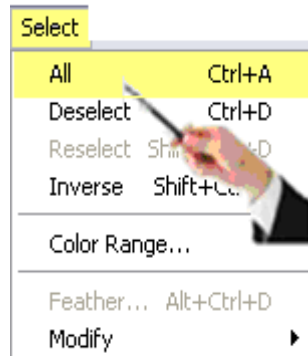 Select
All Ctrl+A
Deselect Ctrl+D
Reselect
Inverse
Color Range...
Feather... Alt+Ctrl+D
Modify